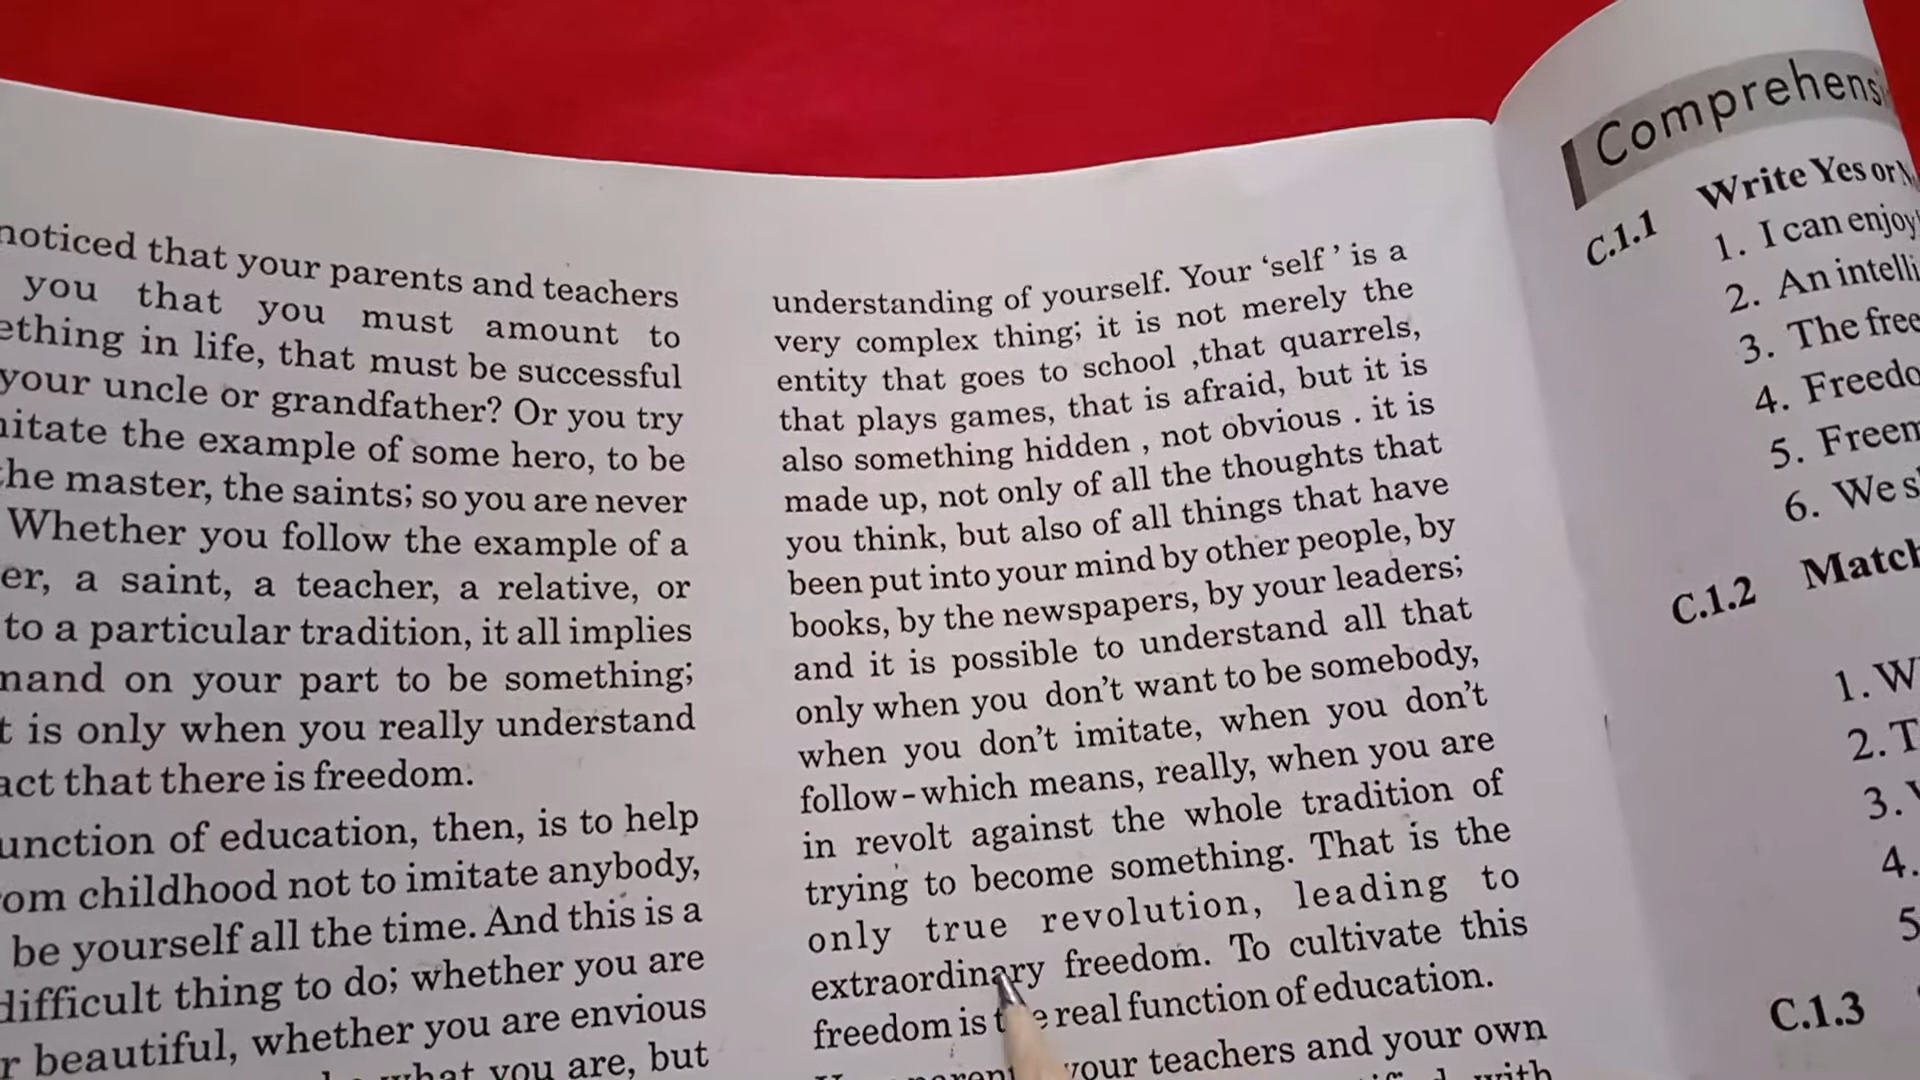 noticed that your parents and teachers
you that you must amount to
ething in life, that must be successful
your uncle or grandfather? Or you try
itate the example of some hero, to be
the master, the saints; so you are never
Whether you follow the example of a
er, a saint, a teacher, a relative, or
to a particular tradition, it all implies
mand on your part to be something;
t is only when you really understand
act that there is freedom.
unction of education, then, is to help
om childhood not to imitate anybody,
be yourself all the time. And this is a
difficult thing to do; whether you are
r beautiful, whether you are envious
what you are, but
understanding of yourself. Your ‘self’ is a
very complex thing; it is not merely the
entity that goes to school ,that quarrels,
that plays games, that is afraid, but it is
also something hidden , not obvious . it is
made up, not only of all the thoughts that
you think, but also of all things that have
been put into your mind by other people, by
books, by the newspapers, by your leaders;
and it is possible to understand all that
only when you don’t want to be somebody,
when you don’t imitate, when you don’t
follow - which means, really, when you are
in revolt against the whole tradition of
trying to become something. That is the
only true revolution, leading to
extraordinary freedom. To cultivate this
freedom is the real function of education.
your teachers and your own
with
Comprehensi
C.1.1 Write Yes or N
1. I can enjoy
2. An intelli
3. The free
4. Freedo
5. Freem
6. We s
C.1.2 Match
1. W
2. T
3.
4.
5
C.1.3